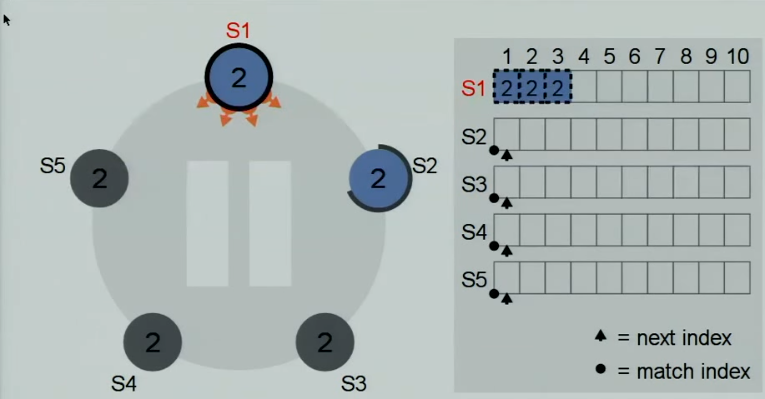 S1
2
S5
2
2
S2
2
S4
2
S3
1 2 3 4 5 6 7 8 9 10
S1 2 2 2
S2
S3
S4
S5
= next index
= match index